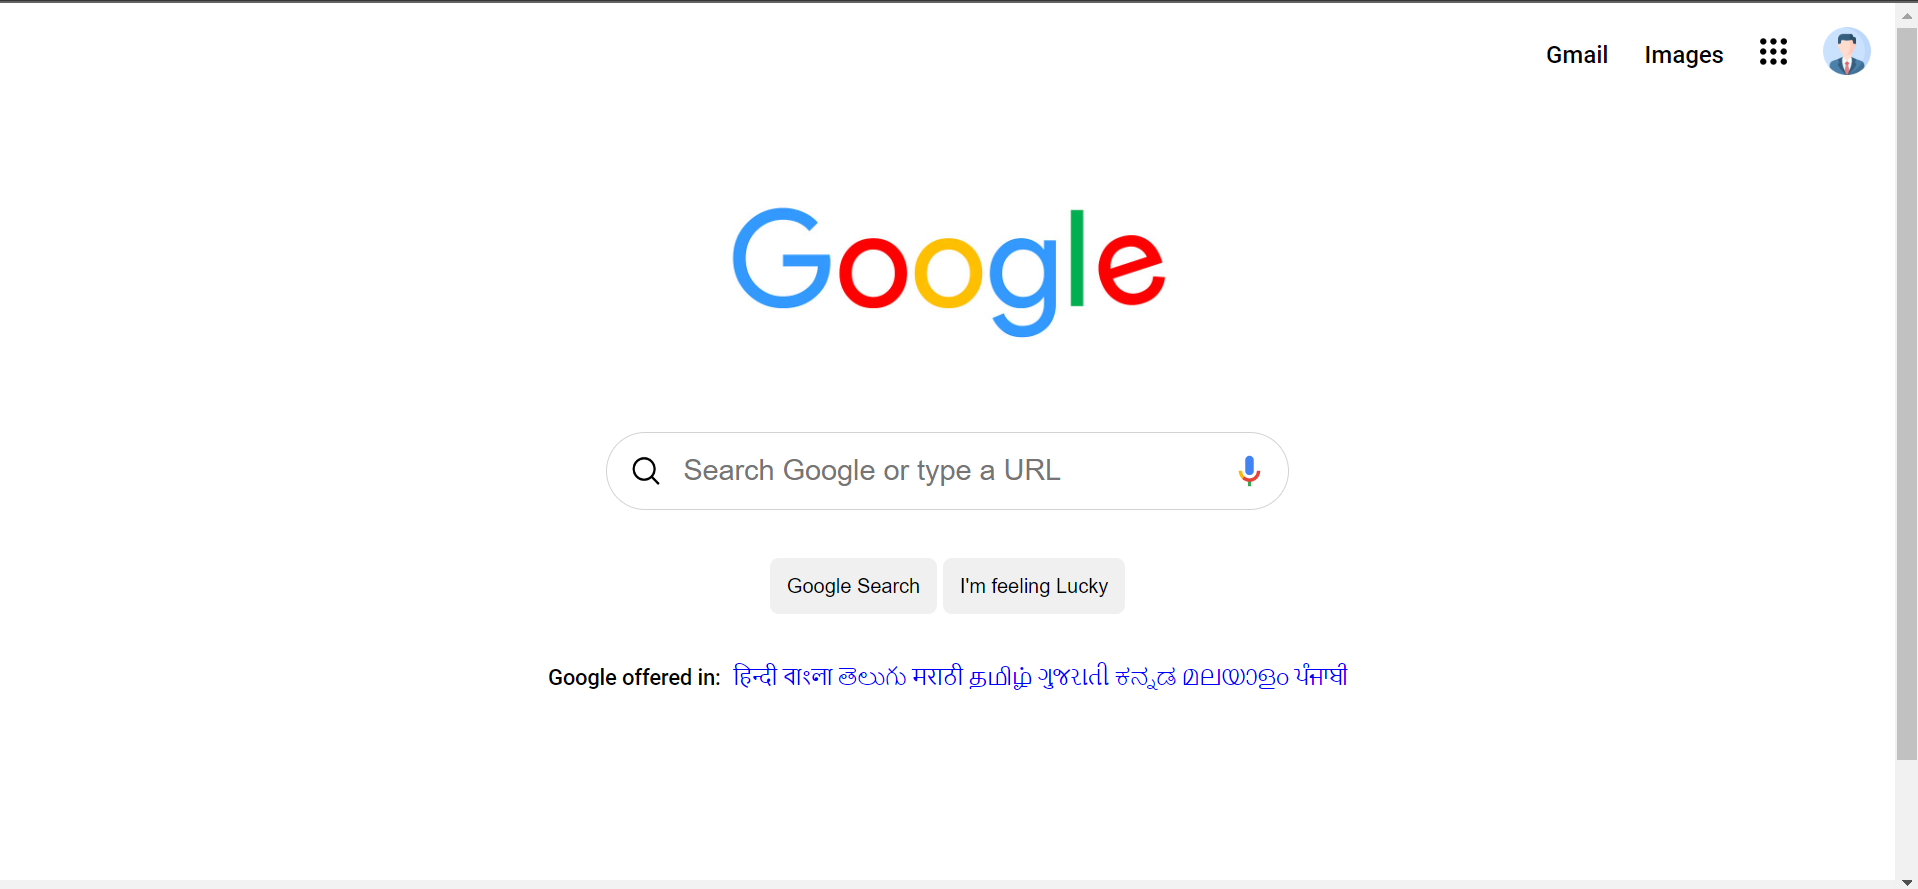 Gmail Images
Google
Search Google or type a URL
Google Search I'm feeling Lucky
Google offered in: हिन्दी বাংলা తెలుగు मराठी தமிழ் ગુજરાતી ಕನ್ನಡ മലയാളം ਪੰਜਾਬੀ